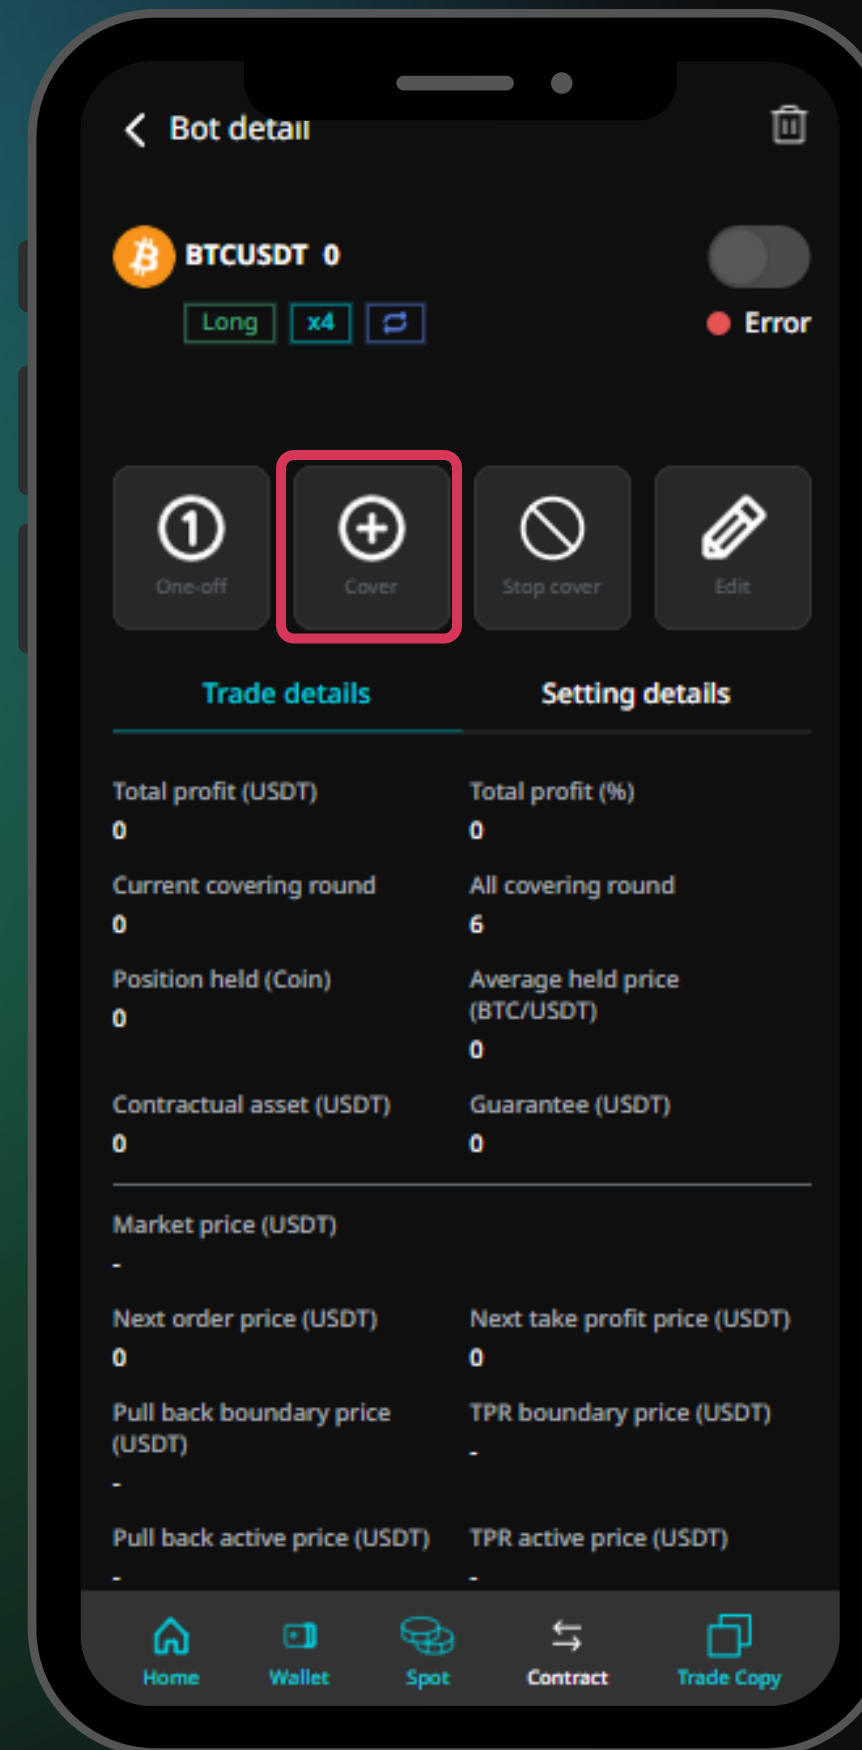 Bot detail
BTCUSDT 0
Long x4
Error
One-off Cover Stop cover Edit
Trade details Setting details
Total profit (USDT) Total profit (%)
0 0
Current covering round All covering round
0 6
Position held (Coin) Average held price
(BTC/USDT)
0 0
Contractual asset (USDT) Guarantee (USDT)
0 0
Market price (USDT)
-
Next order price (USDT) Next take profit price (USDT)
0 0
Pull back boundary price TPR boundary price (USDT)
(USDT) -
-
Pull back active price (USDT) TPR active price (USDT)
- -
Home Wallet Spot Contract Trade Copy